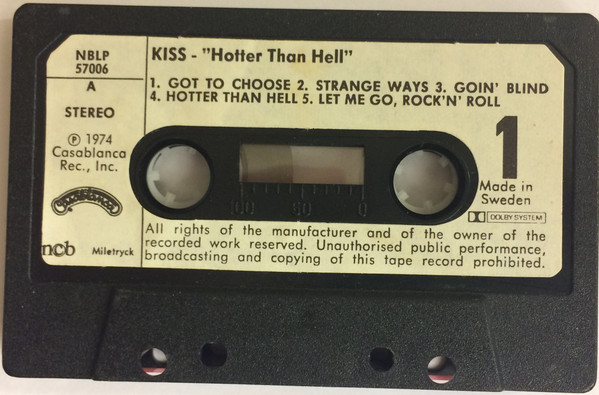 NBLP
57006
A
STEREO
Ⓟ 1974
Casablanca
Rec., Inc.
ncb Miletryck
KISS - "Hotter Than Hell"
1. GOT TO CHOOSE 2. STRANGE WAYS 3. GOIN' BLIND
4. HOTTER THAN HELL 5. LET ME GO, ROCK'N' ROLL
1
Made in
Sweden
DOLBY SYSTEM
100 50 0
All rights of the manufacturer and of the owner of the
recorded work reserved. Unauthorised public performance,
broadcasting and copying of this tape record prohibited.